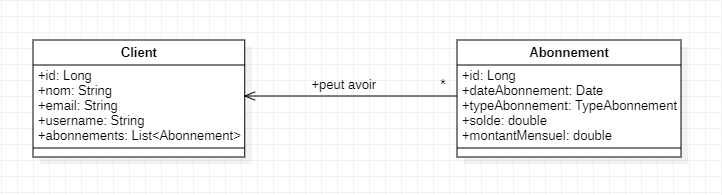 Client
+id: Long
+nom: String
+email: String
+username: String
+abonnements: List<Abonnement>
+peut avoir
*
Abonnement
+id: Long
+dateAbonnement: Date
+typeAbonnement: TypeAbonnement
+solde: double
+montantMensuel: double